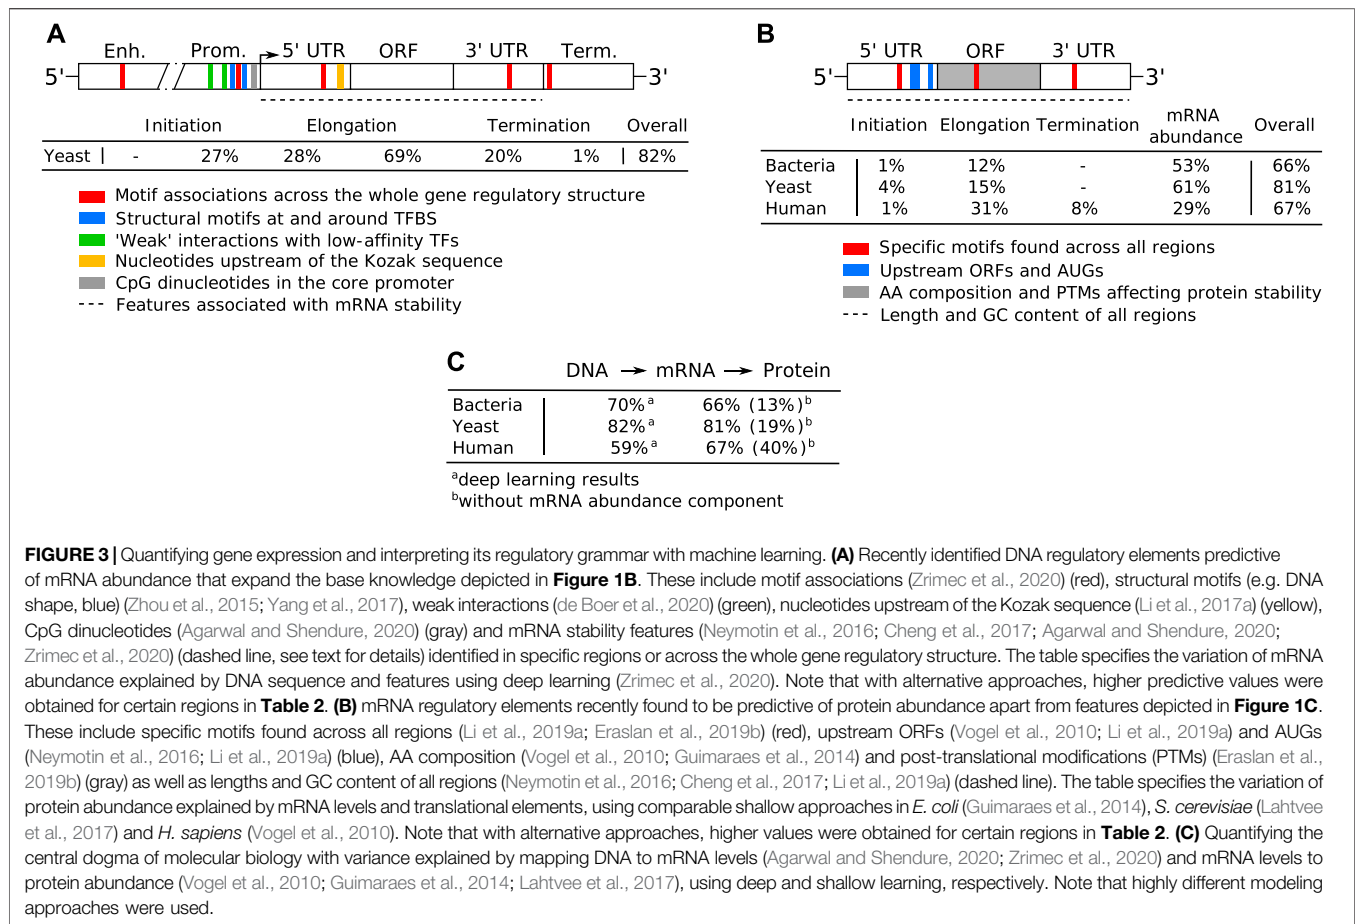 A
Enh. Prom. 5' UTR ORF 3' UTR Term.
5' 3'
Initiation Elongation Termination Overall
Yeast - 27% 28% 69% 20% 1% 82%
Motif associations across the whole gene regulatory structure
Structural motifs at and around TFBS
'Weak' interactions with low-affinity TFs
Nucleotides upstream of the Kozak sequence
CpG dinucleotides in the core promoter
Features associated with mRNA stability
B
5' UTR ORF 3' UTR
5' 3'
Initiation Elongation Termination mRNA abundance Overall
Bacteria 1% 12% - 53% 66%
Yeast 4% 15% - 61% 81%
Human 1% 31% 8% 29% 67%
Specific motifs found across all regions
Upstream ORFs and AUGs
AA composition and PTMs affecting protein stability
Length and GC content of all regions
C
DNA → mRNA → Protein
Bacteria 70%ᵃ 66% (13%)ᵇ
Yeast 82%ᵃ 81% (19%)ᵇ
Human 59%ᵃ 67% (40%)ᵇ
ᵃdeep learning results
ᵇwithout mRNA abundance component
FIGURE 3 | Quantifying gene expression and interpreting its regulatory grammar with machine learning. (A) Recently identified DNA regulatory elements predictive
of mRNA abundance that expand the base knowledge depicted in Figure 1B. These include motif associations (Zrimec et al., 2020) (red), structural motifs (e.g. DNA
shape, blue) (Zhou et al., 2015; Yang et al., 2017), weak interactions (de Boer et al., 2020) (green), nucleotides upstream of the Kozak sequence (Li et al., 2017a) (yellow),
CpG dinucleotides (Agarwal and Shendure, 2020) (gray) and mRNA stability features (Neymotin et al., 2016; Cheng et al., 2017; Agarwal and Shendure, 2020;
Zrimec et al., 2020) (dashed line, see text for details) identified in specific regions or across the whole gene regulatory structure. The table specifies the variation of mRNA
abundance explained by DNA sequence and features using deep learning (Zrimec et al., 2020). Note that with alternative approaches, higher predictive values were
obtained for certain regions in Table 2. (B) mRNA regulatory elements recently found to be predictive of protein abundance apart from features depicted in Figure 1C.
These include specific motifs found across all regions (Li et al., 2019a; Eraslan et al., 2019b) (red), upstream ORFs (Vogel et al., 2010; Li et al., 2019a) and AUGs
(Neymotin et al., 2016; Li et al., 2019a) (blue), AA composition (Vogel et al., 2010; Guimaraes et al., 2014) and post-translational modifications (PTMs) (Eraslan et al.,
2019b) (gray) as well as lengths and GC content of all regions (Neymotin et al., 2016; Cheng et al., 2017; Li et al., 2019a) (dashed line). The table specifies the variation of
protein abundance explained by mRNA levels and translational elements, using comparable shallow approaches in E. coli (Guimaraes et al., 2014), S. cerevisiae (Lahtvee
et al., 2017) and H. sapiens (Vogel et al., 2010). Note that with alternative approaches, higher values were obtained for certain regions in Table 2. (C) Quantifying the
central dogma of molecular biology with variance explained by mapping DNA to mRNA levels (Agarwal and Shendure, 2020; Zrimec et al., 2020) and mRNA levels to
protein abundance (Vogel et al., 2010; Guimaraes et al., 2014; Lahtvee et al., 2017), using deep and shallow learning, respectively. Note that highly different modeling
approaches were used.